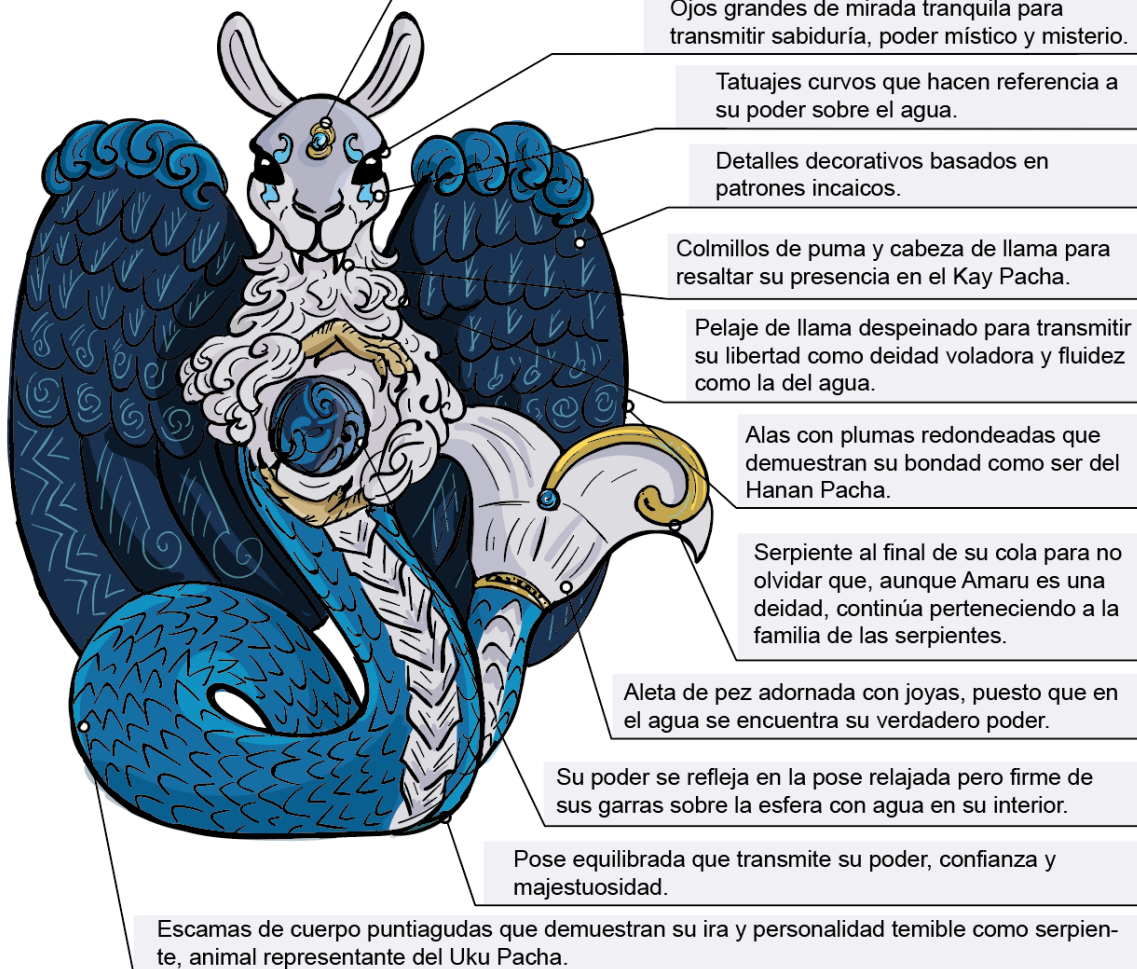 Ojos grandes de mirada tranquila para
transmitir sabiduría, poder místico y misterio.
Tatuajes curvos que hacen referencia a
su poder sobre el agua.
Detalles decorativos basados en
patrones incaicos.
Colmillos de puma y cabeza de llama para
resaltar su presencia en el Kay Pacha.
Pelaje de llama despeinado para transmitir
su libertad como deidad voladora y fluidez
como la del agua.
Alas con plumas redondeadas que
demuestran su bondad como ser del
Hanan Pacha.
Serpiente al final de su cola para no
olvidar que, aunque Amaru es una
deidad, continúa perteneciendo a la
familia de las serpientes.
Aleta de pez adornada con joyas, puesto que en
el agua se encuentra su verdadero poder.
Su poder se refleja en la pose relajada pero firme de
sus garras sobre la esfera con agua en su interior.
Pose equilibrada que transmite su poder, confianza y
majestuosidad.
Escamas de cuerpo puntiagudas que demuestran su ira y personalidad temible como serpien-
te, animal representante del Uku Pacha.